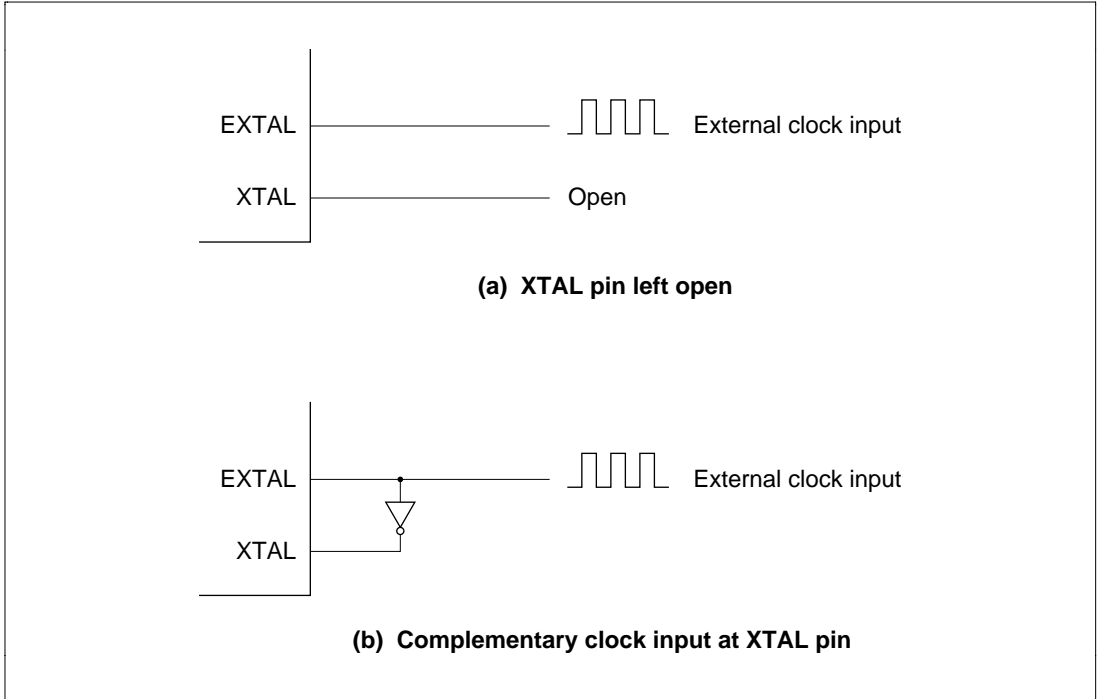 EXTAL External clock input
XTAL Open
(a) XTAL pin left open
EXTAL External clock input
XTAL
(b) Complementary clock input at XTAL pin